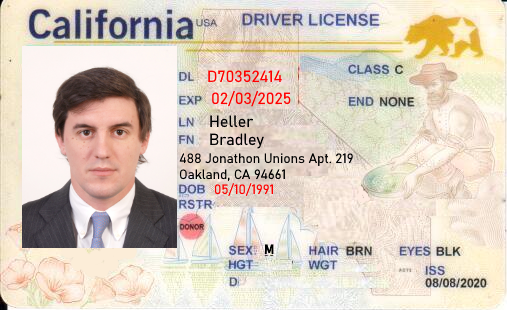 California USA DRIVER LICENSE
DL D70352414 CLASS C
EXP 02/03/2025 END NONE
LN Heller
FN Bradley
488 Jonathon Unions Apt. 219
Oakland, CA 94661
DOB 05/10/1991
RSTR
DONOR
SEX M HAIR BRN EYES BLK
HGT WGT
D ISS
08/08/2020